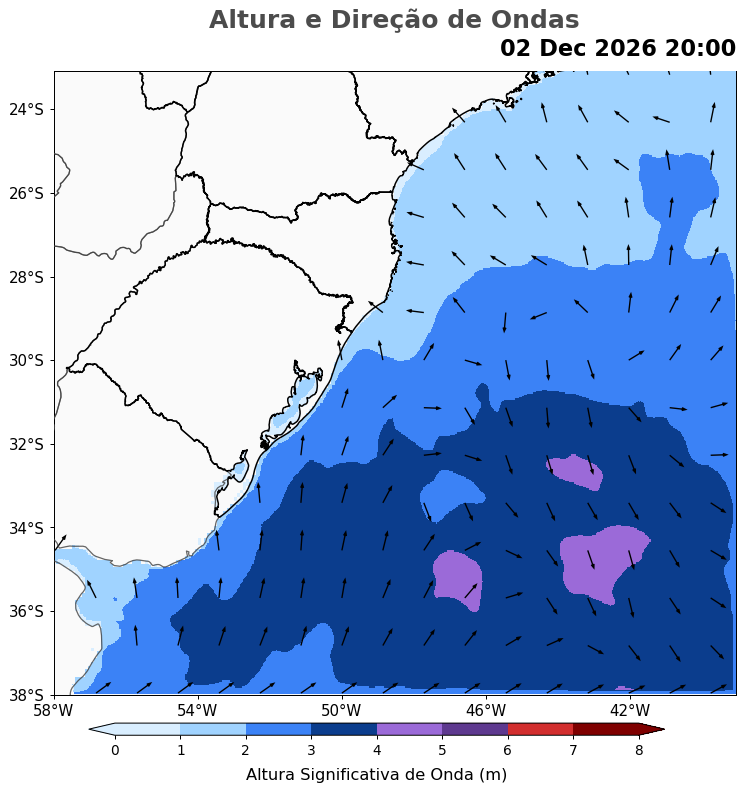 Altura e Direção de Ondas
02 Dec 2026 20:00
24°S
26°S
28°S
30°S
32°S
34°S
36°S
38°S
58°W 54°W 50°W 46°W 42°W
0 1 2 3 4 5 6 7 8
Altura Significativa de Onda (m)